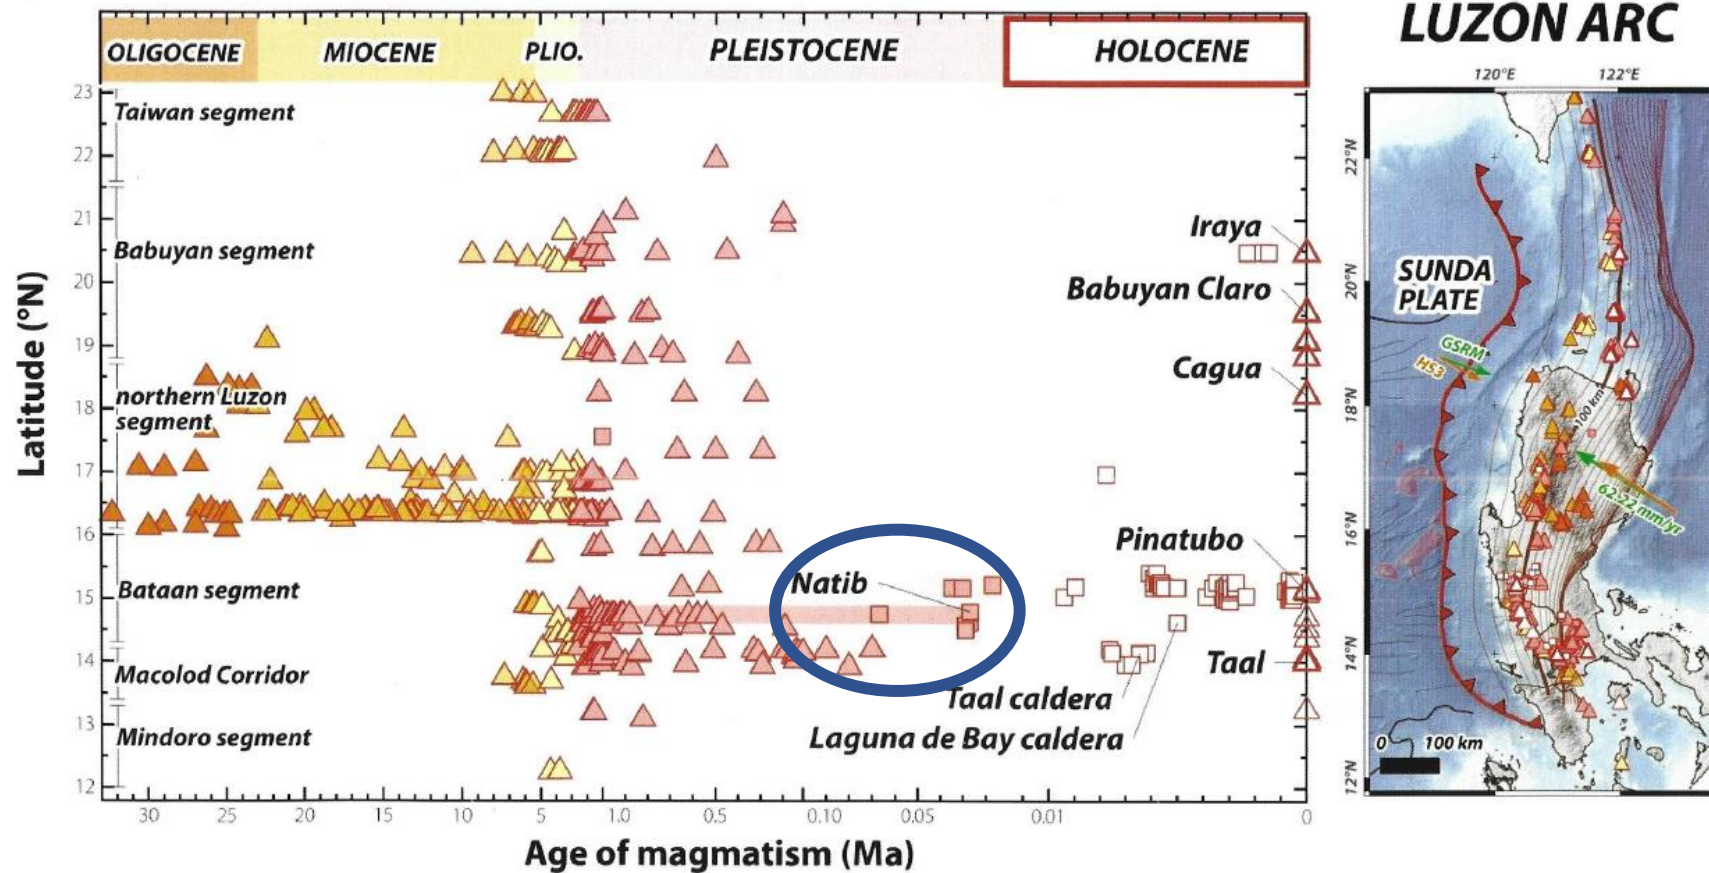 OLIGOCENE MIOCENE PLIO. PLEISTOCENE HOLOCENE
Latitude (°N)
23
22
21
20
19
18
17
16
15
14
13
12
Taiwan segment
Babuyan segment
northern Luzon
segment
Bataan segment
Macolod Corridor
Mindoro segment
Iraya
Babuyan Claro
Cagua
Pinatubo
Natib
Taal
Taal caldera
Laguna de Bay caldera
30 25 20 15 10 5 1.0 0.5 0.10 0.05 0.01 0
Age of magmatism (Ma)
LUZON ARC
120°E 122°E
22°N
20°N
18°N
16°N
14°N
12°N
SUNDA
PLATE
GSRM
HS3
100 km
62-22 mm/yr
0 100 km